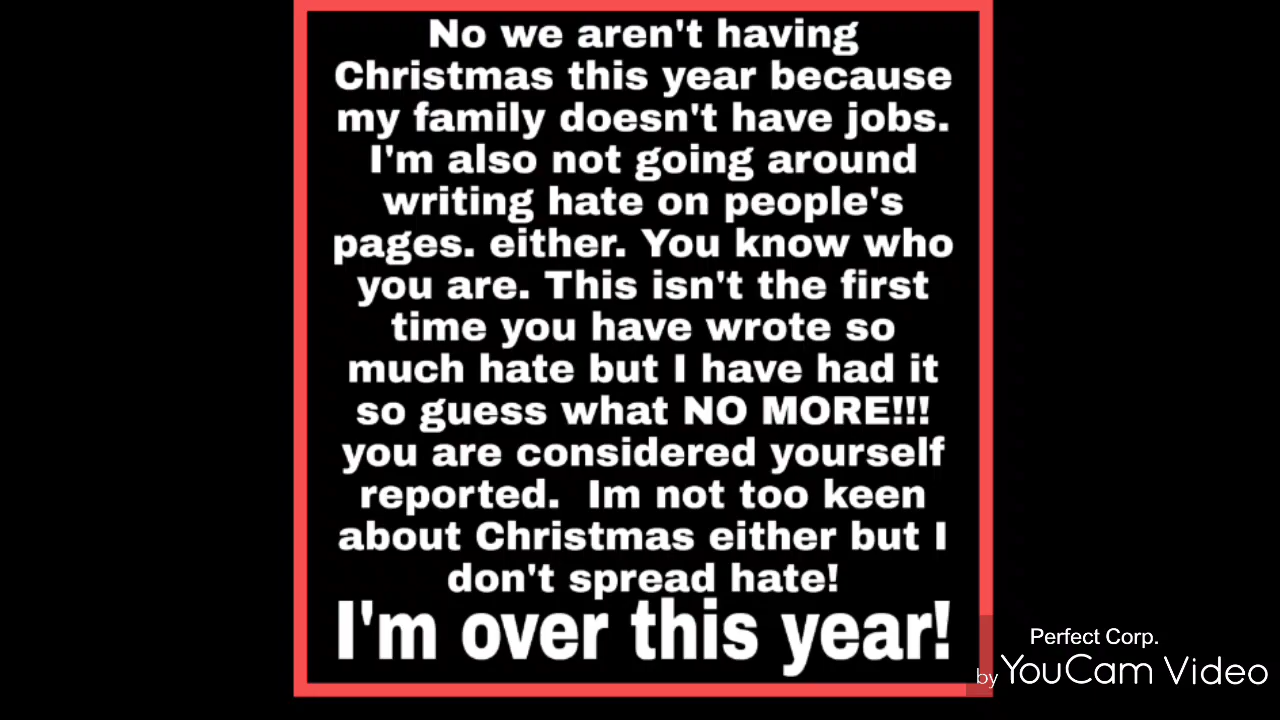 No we aren't having
Christmas this year because
my family doesn't have jobs.
I'm also not going around
writing hate on people's
pages. either. You know who
you are. This isn't the first
time you have wrote so
much hate but I have had it
so guess what NO MORE!!!
you are considered yourself
reported.  Im not too keen
about Christmas either but I
don't spread hate!
I'm over this year!
Perfect Corp.
by YouCam Video